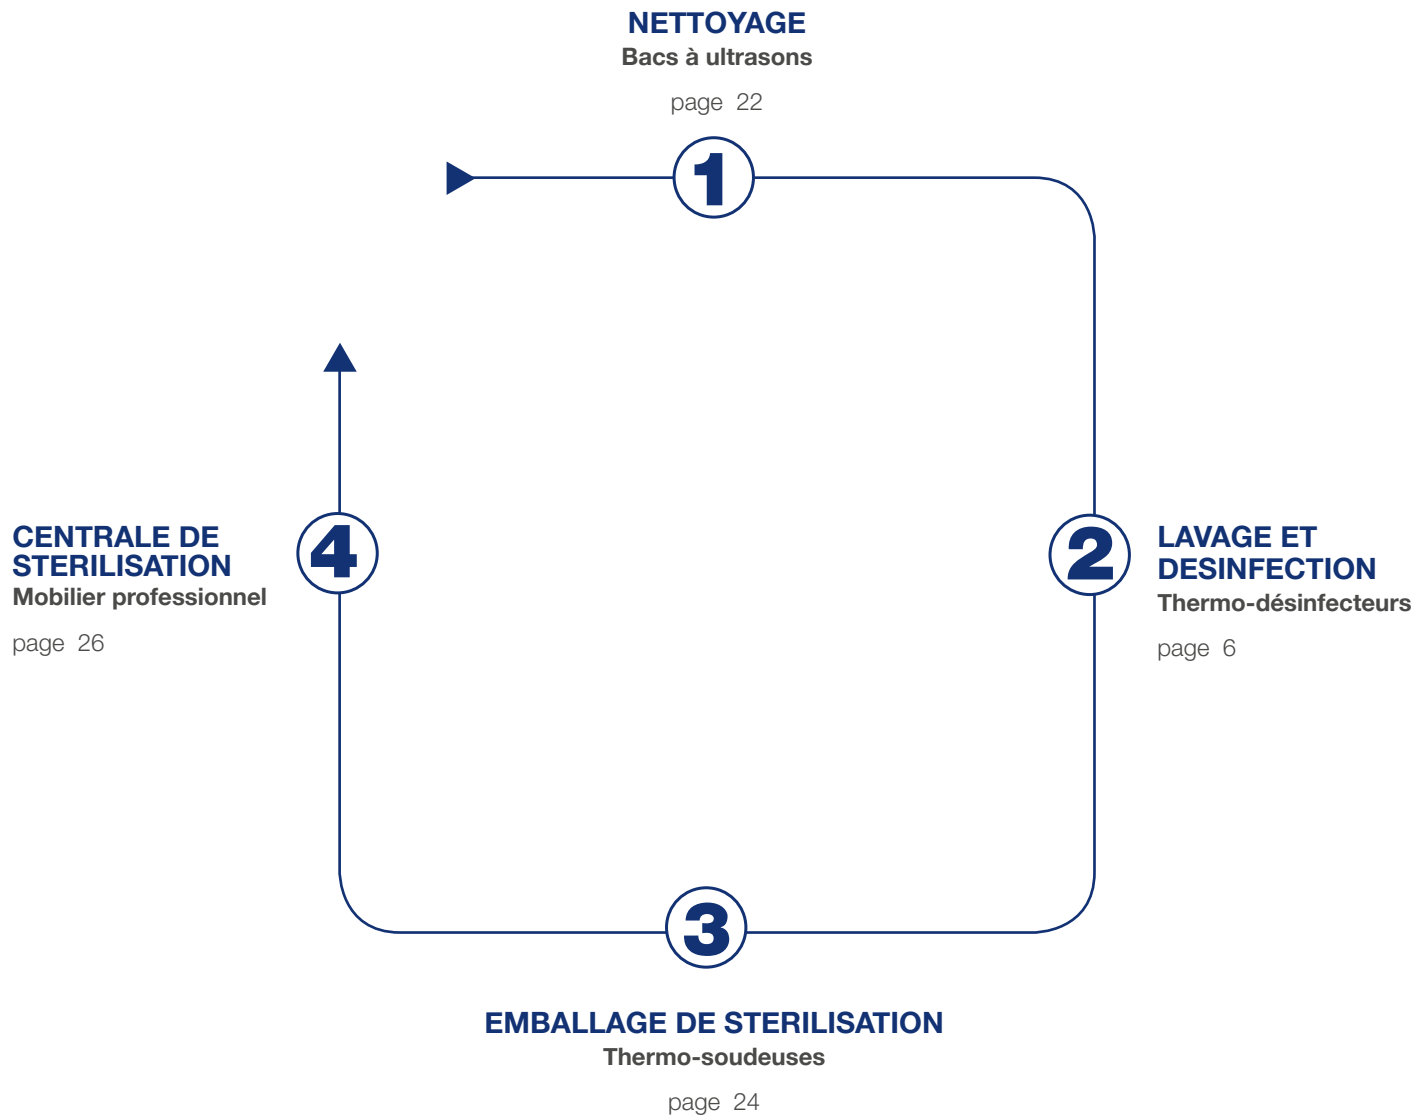 NETTOYAGE
Bacs à ultrasons
page 22
1
2
LAVAGE ET
DESINFECTION
Thermo-désinfecteurs
page 6
3
EMBALLAGE DE STERILISATION
Thermo-soudeuses
page 24
4
CENTRALE DE
STERILISATION
Mobilier professionnel
page 26